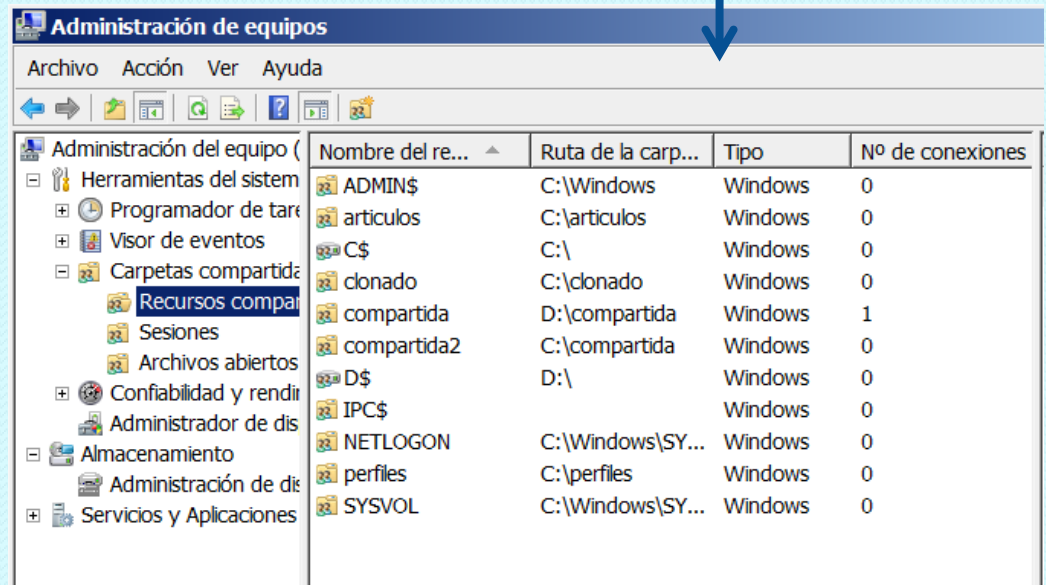 Administración de equipos
Archivo Acción Ver Ayuda
Administración del equipo (
Herramientas del sistem
Programador de tare
Visor de eventos
Carpetas compartida
Recursos compar
Sesiones
Archivos abiertos
Confiabilidad y rendir
Administrador de dis
Almacenamiento
Administración de dis
Servicios y Aplicaciones
Nombre del re... Ruta de la carp... Tipo Nº de conexiones
ADMIN$ C:\Windows Windows 0
articulos C:\articulos Windows 0
C$ C:\ Windows 0
clonado C:\clonado Windows 0
compartida D:\compartida Windows 1
compartida2 C:\compartida Windows 0
D$ D:\ Windows 0
IPC$ Windows 0
NETLOGON C:\Windows\SY... Windows 0
perfiles C:\perfiles Windows 0
SYSVOL C:\Windows\SY... Windows 0